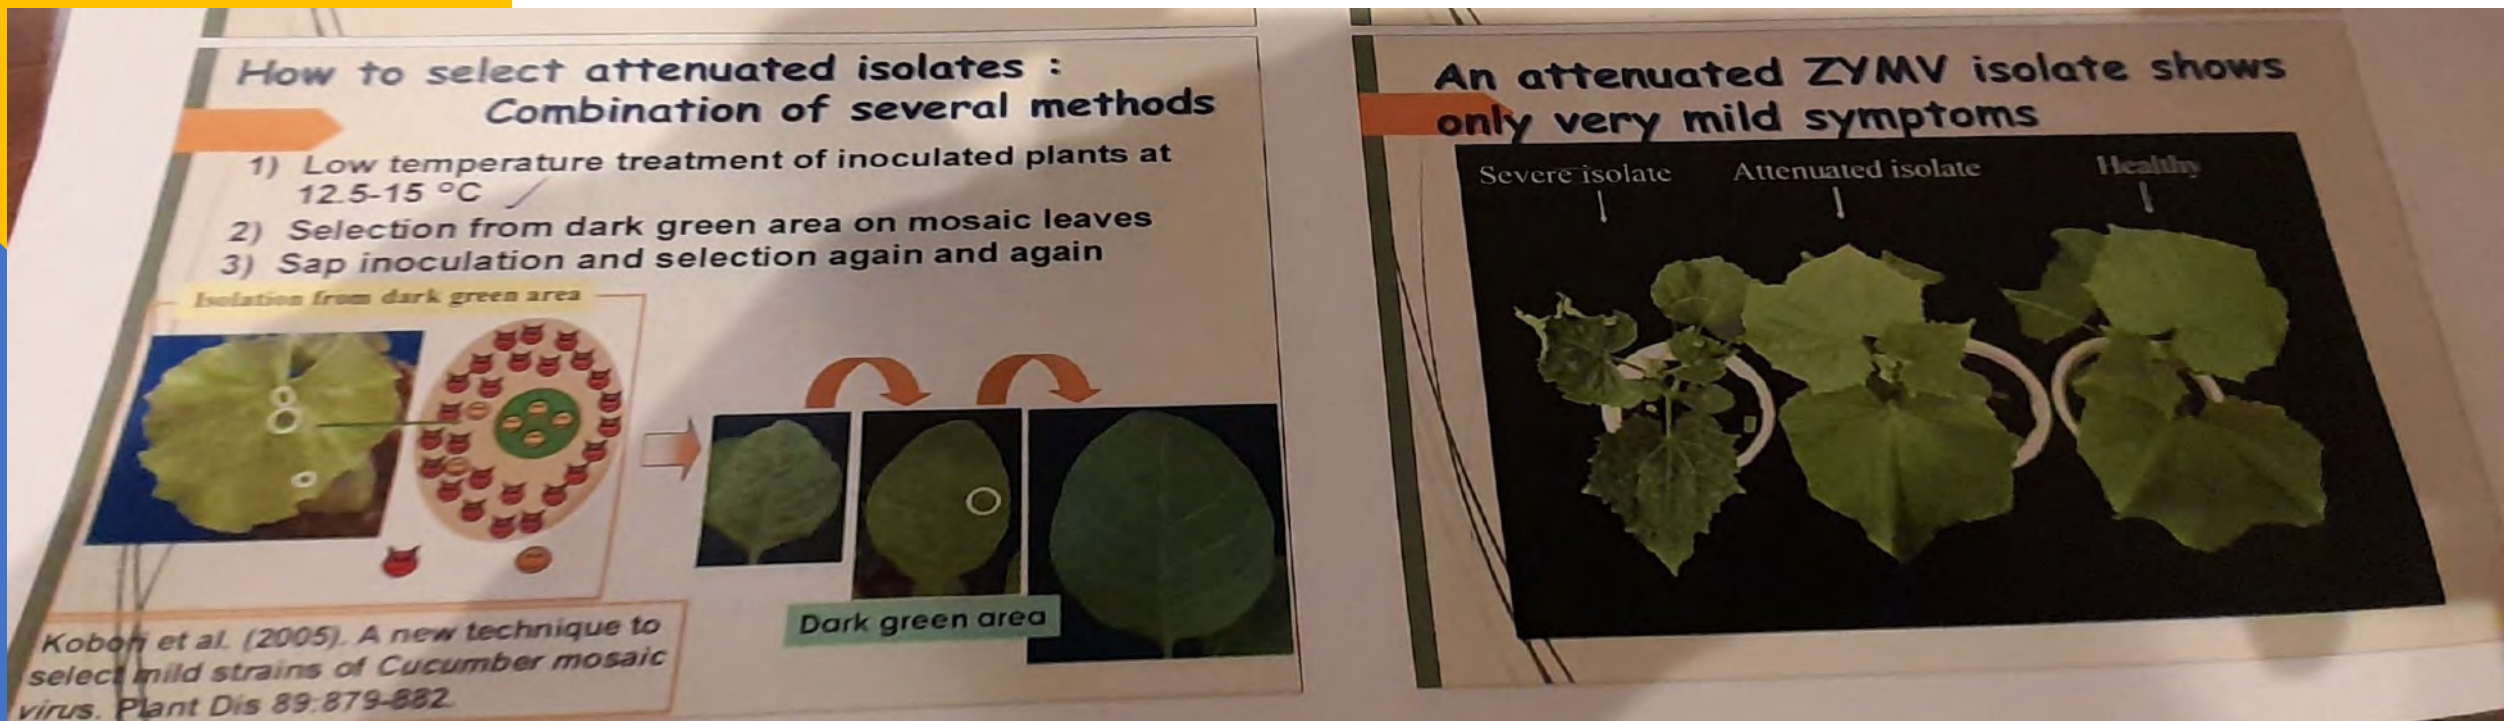 How to select attenuated isolates :
Combination of several methods
1) Low temperature treatment of inoculated plants at
12.5-15 °C
2) Selection from dark green area on mosaic leaves
3) Sap inoculation and selection again and again
Isolation from dark green area
Dark green area
Kobori et al. (2005). A new technique to
select mild strains of Cucumber mosaic
virus. Plant Dis 89:879-882.
An attenuated ZYMV isolate shows
only very mild symptoms
Severe isolate
Attenuated isolate
Healthy